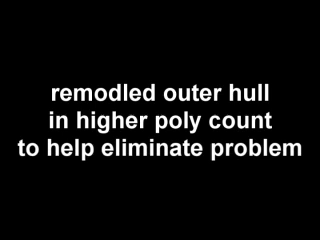 remodled outer hull
in higher poly count
to help eliminate problem